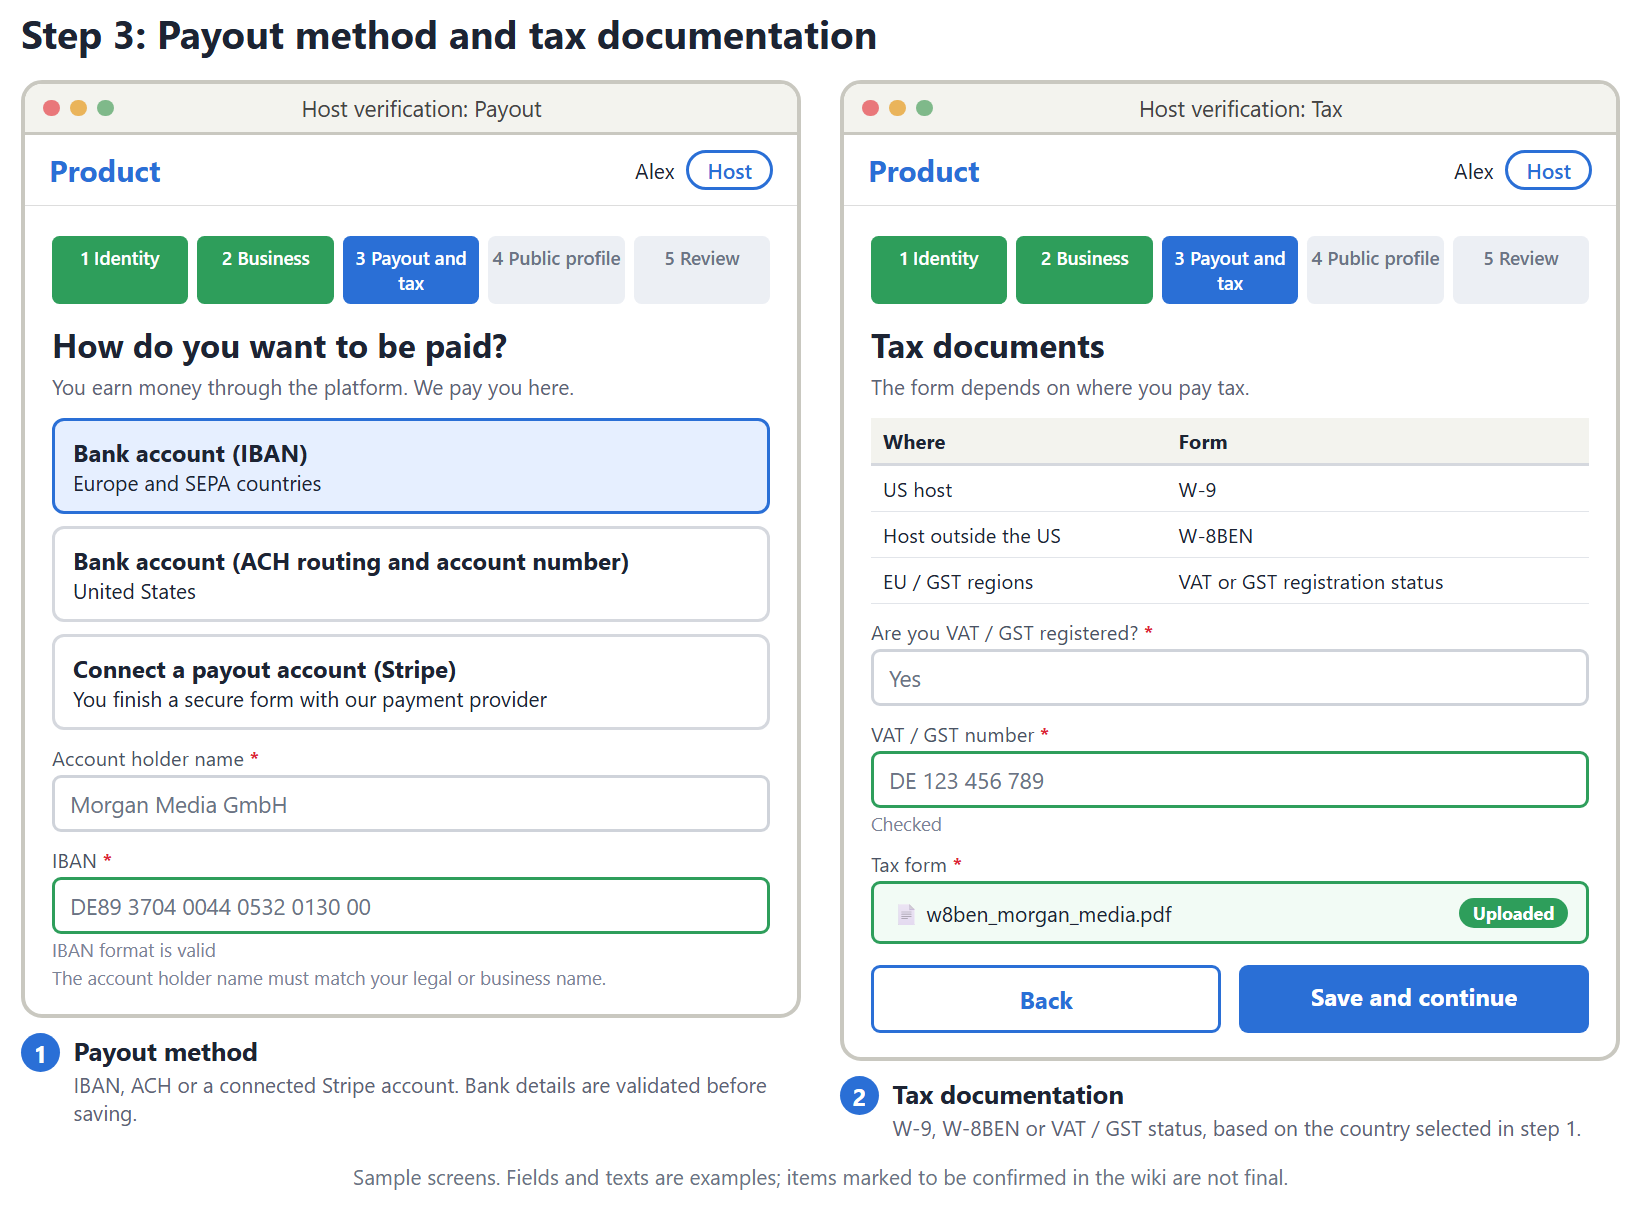 Step 3: Payout method and tax documentation
Host verification: Payout
Product
Alex
Host
1 Identity
2 Business
3 Payout and
tax
4 Public profile
5 Review
How do you want to be paid?
You earn money through the platform. We pay you here.
Bank account (IBAN)
Europe and SEPA countries
Bank account (ACH routing and account number)
United States
Connect a payout account (Stripe)
You finish a secure form with our payment provider
Account holder name *
Morgan Media GmbH
IBAN *
DE89 3704 0044 0532 0130 00
IBAN format is valid
The account holder name must match your legal or business name.
1 Payout method
IBAN, ACH or a connected Stripe account. Bank details are validated before
saving.
Host verification: Tax
Product
Alex
Host
1 Identity
2 Business
3 Payout and
tax
4 Public profile
5 Review
Tax documents
The form depends on where you pay tax.
Where Form
US host W-9
Host outside the US W-8BEN
EU / GST regions VAT or GST registration status
Are you VAT / GST registered? *
Yes
VAT / GST number *
DE 123 456 789
Checked
Tax form *
w8ben_morgan_media.pdf Uploaded
Back
Save and continue
2 Tax documentation
W-9, W-8BEN or VAT / GST status, based on the country selected in step 1.
Sample screens. Fields and texts are examples; items marked to be confirmed in the wiki are not final.